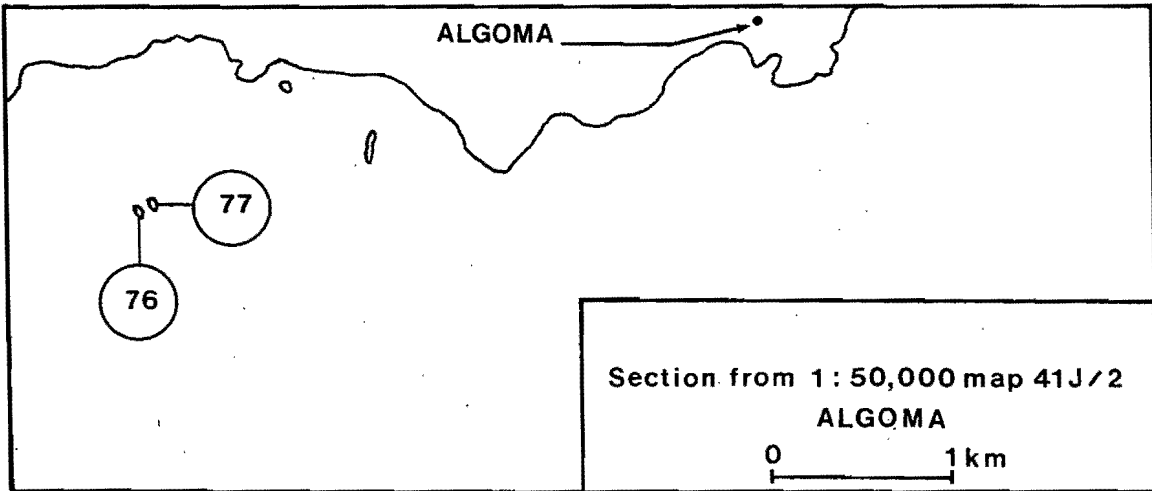 ALGOMA
77
76
Section from 1:50,000 map 41J/2
ALGOMA
0 1 km